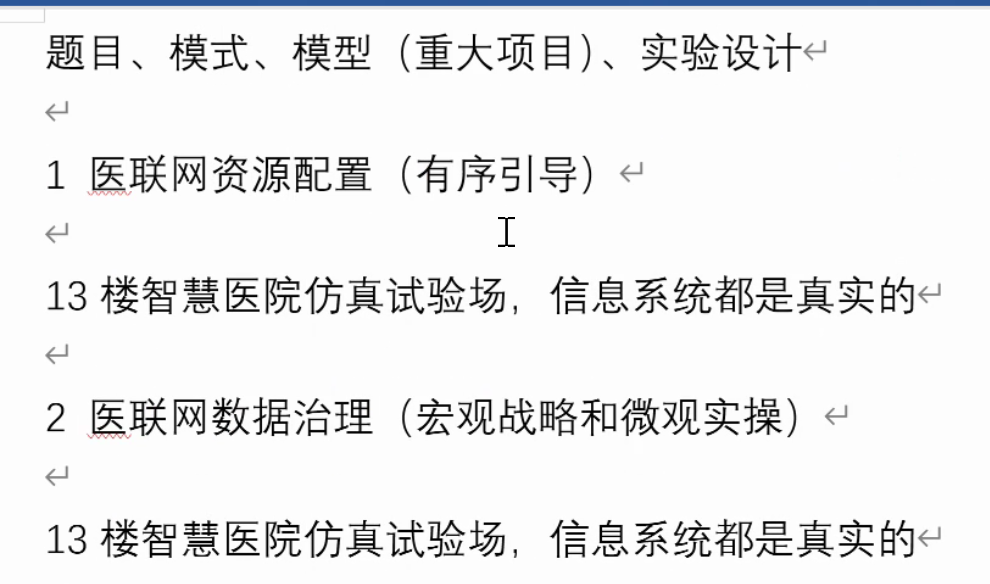 题目、模式、模型（重大项目）、实验设计
1 医联网资源配置（有序引导）
13 楼智慧医院仿真试验场，信息系统都是真实的
2 医联网数据治理（宏观战略和微观实操）
13 楼智慧医院仿真试验场，信息系统都是真实的